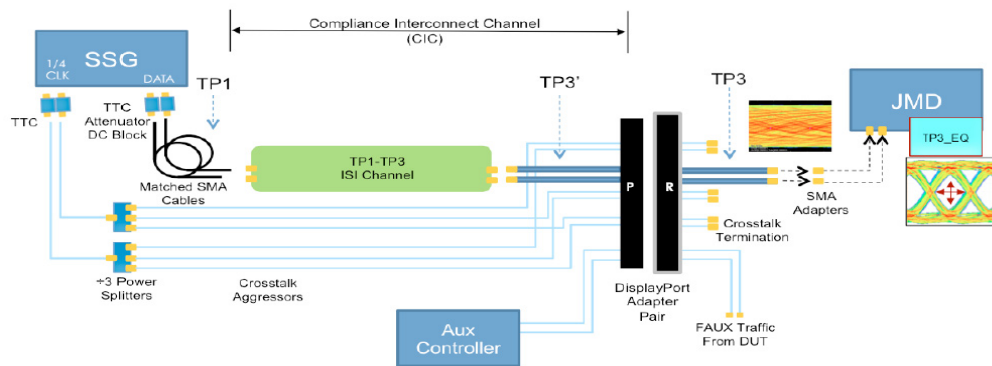 Compliance Interconnect Channel
(CIC)
SSG
1/4
CLK
DATA
TTC
TTC
Attenuator
DC Block
TP1
TP3'
TP3
JMD
TP3_EQ
TP1-TP3
ISI Channel
Matched SMA
Cables
P
R
SMA
Adapters
Crosstalk
Termination
÷3 Power
Splitters
Crosstalk
Aggressors
DisplayPort
Adapter
Pair
Aux
Controller
FAUX Traffic
From DUT